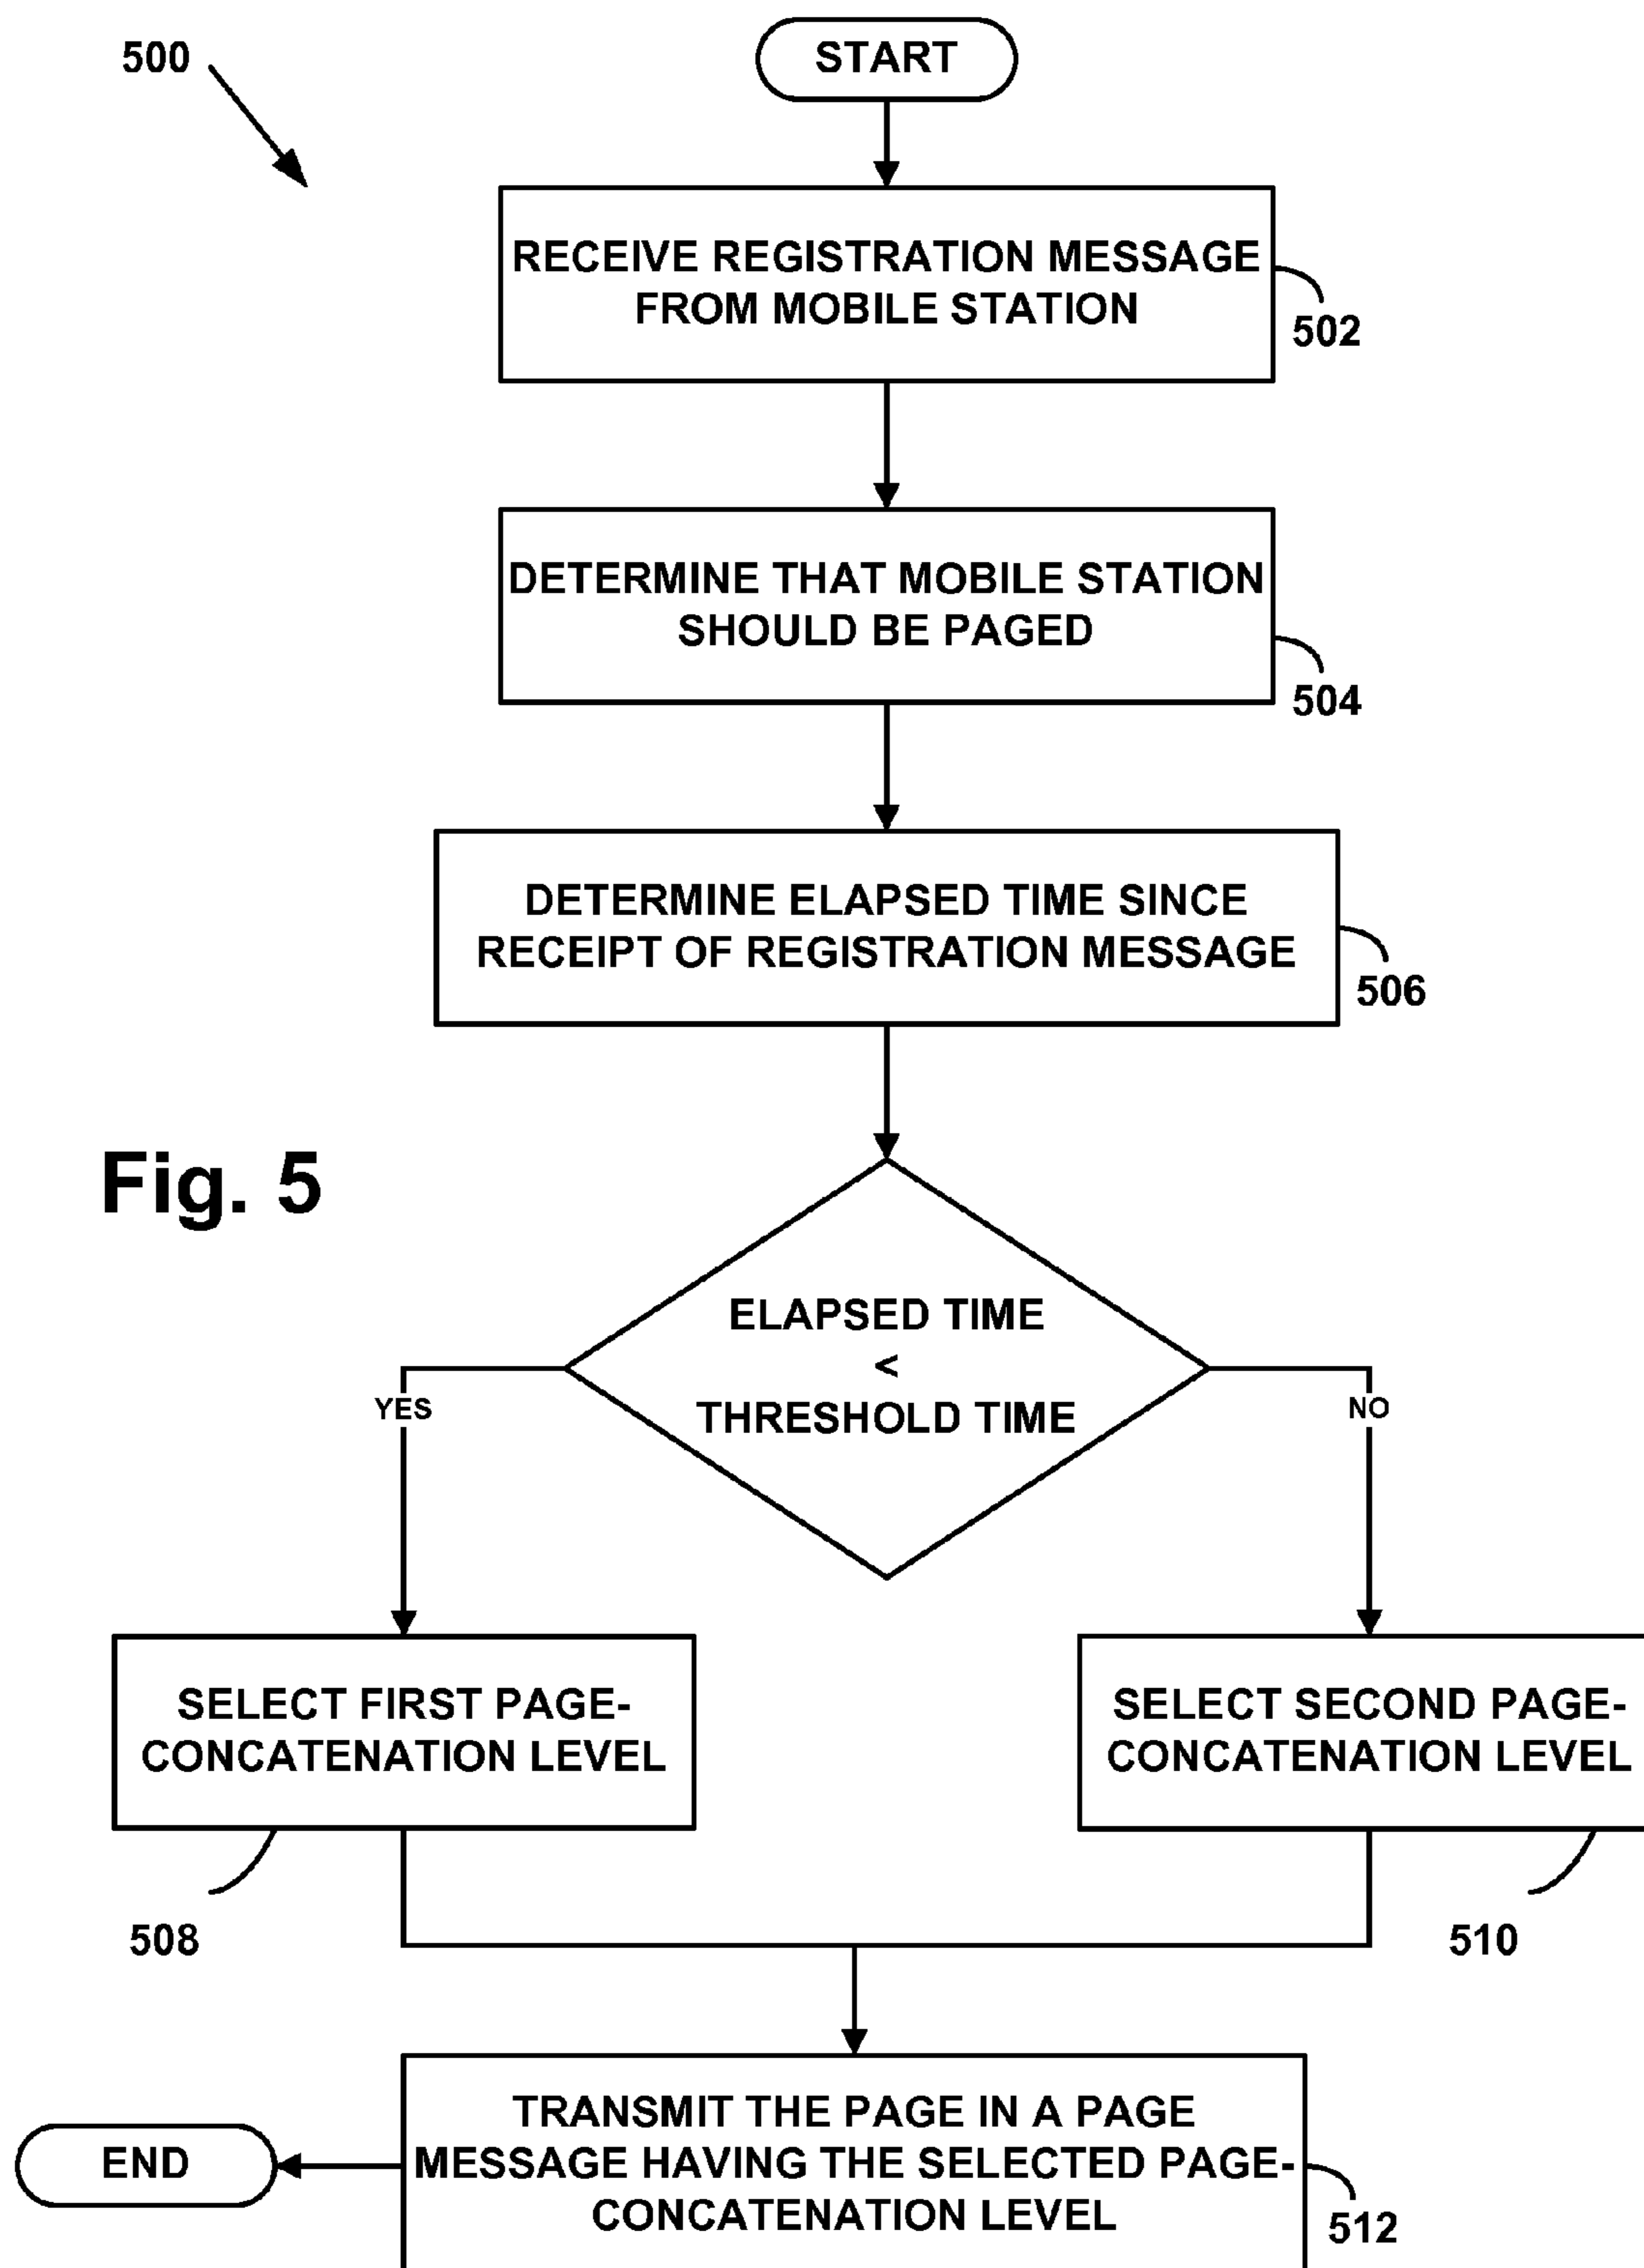 500
START
RECEIVE REGISTRATION MESSAGE
FROM MOBILE STATION
502
DETERMINE THAT MOBILE STATION
SHOULD BE PAGED
504
DETERMINE ELAPSED TIME SINCE
RECEIPT OF REGISTRATION MESSAGE
506
Fig. 5
ELAPSED TIME
<
THRESHOLD TIME
YES
NO
SELECT FIRST PAGE-
CONCATENATION LEVEL
508
SELECT SECOND PAGE-
CONCATENATION LEVEL
510
TRANSMIT THE PAGE IN A PAGE
MESSAGE HAVING THE SELECTED PAGE-
CONCATENATION LEVEL
512
END